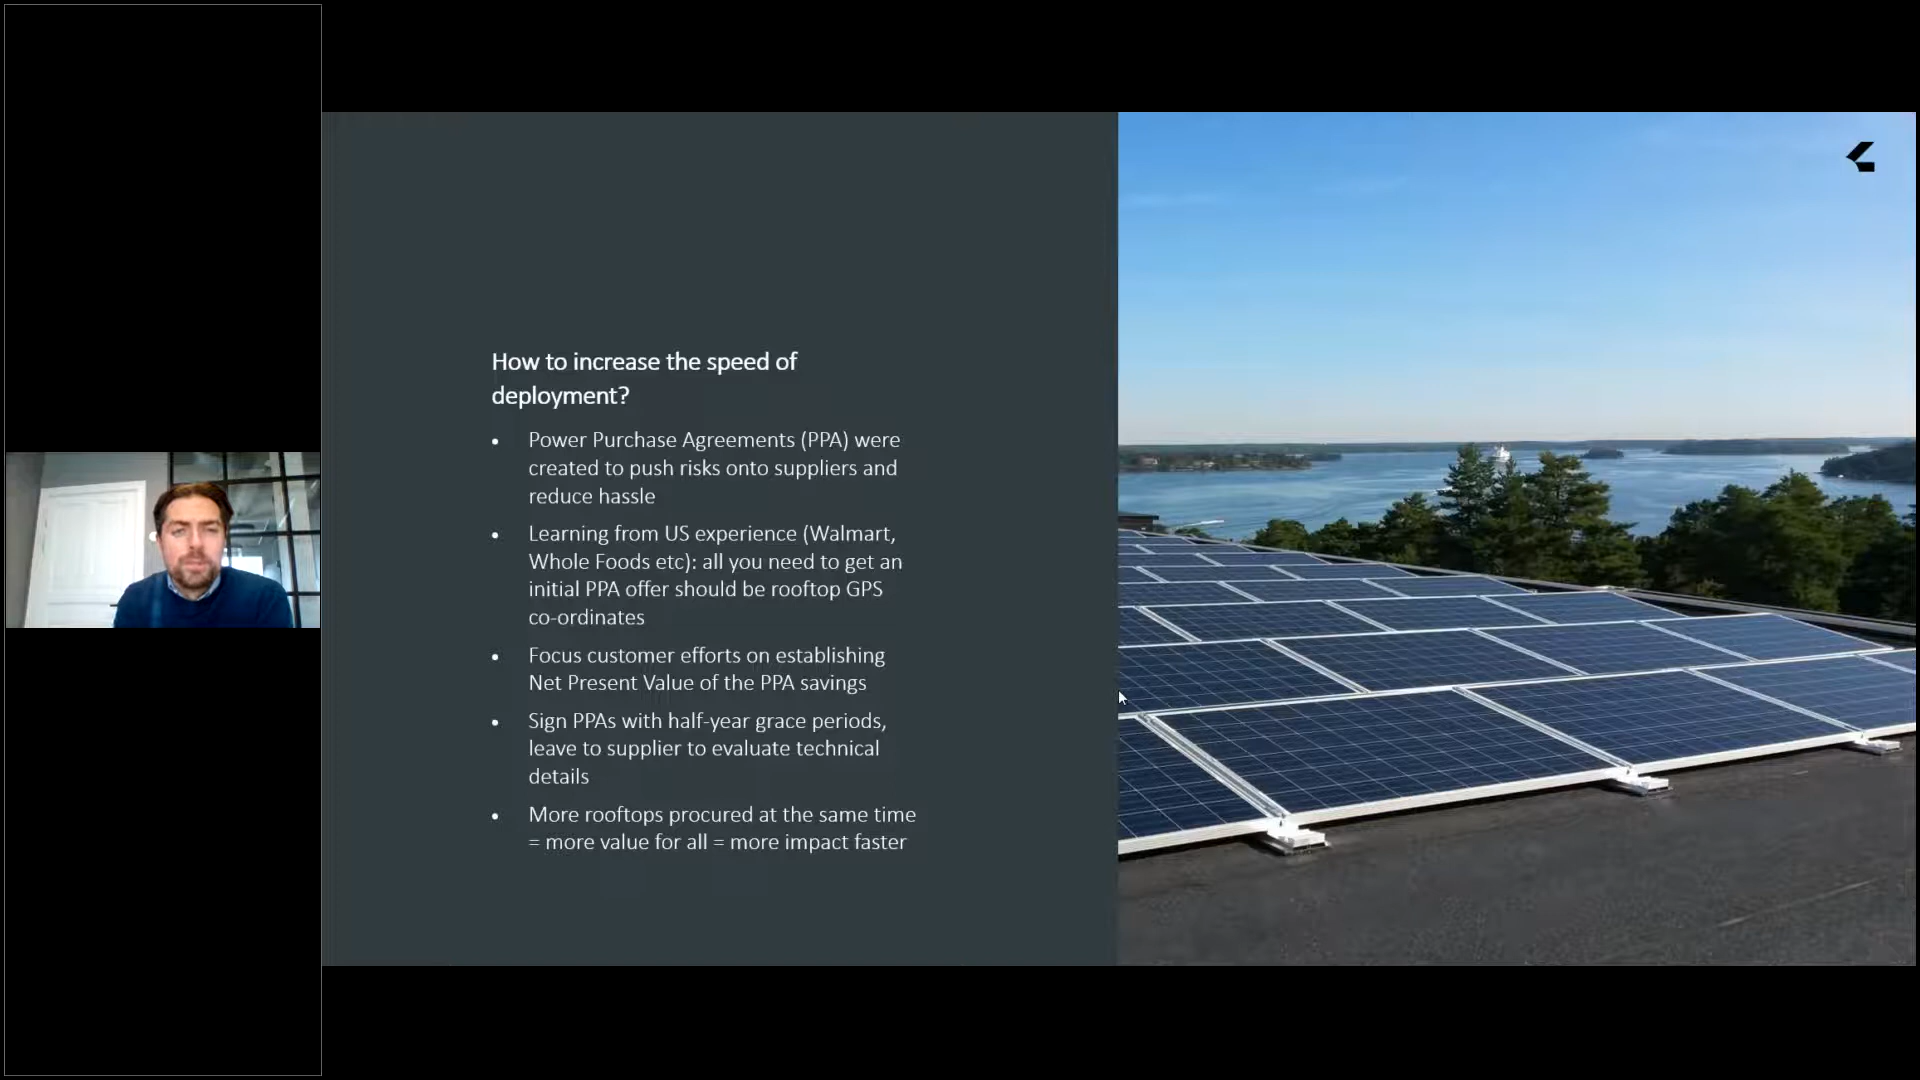 How to increase the speed of
deployment?
• Power Purchase Agreements (PPA) were
created to push risks onto suppliers and
reduce hassle
• Learning from US experience (Walmart,
Whole Foods etc): all you need to get an
initial PPA offer should be rooftop GPS
co-ordinates
• Focus customer efforts on establishing
Net Present Value of the PPA savings
• Sign PPAs with half-year grace periods,
leave to supplier to evaluate technical
details
• More rooftops procured at the same time
= more value for all = more impact faster